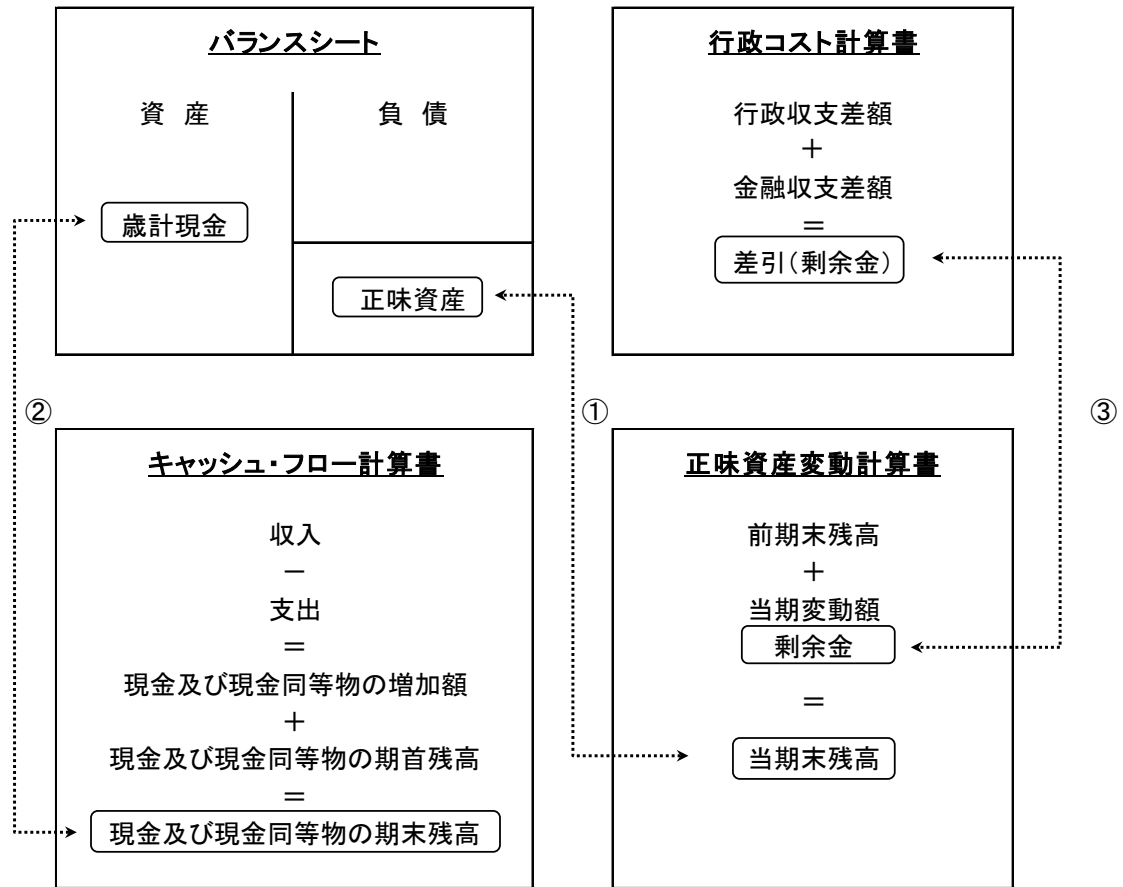 バランスシート
資 産
負 債
歳計現金
正味資産
行政コスト計算書
行政収支差額
＋
金融収支差額
＝
差引(剰余金)
②
①
③
キャッシュ・フロー計算書
収入
－
支出
＝
現金及び現金同等物の増加額
＋
現金及び現金同等物の期首残高
＝
現金及び現金同等物の期末残高
正味資産変動計算書
前期末残高
＋
当期変動額
剰余金
＝
当期末残高